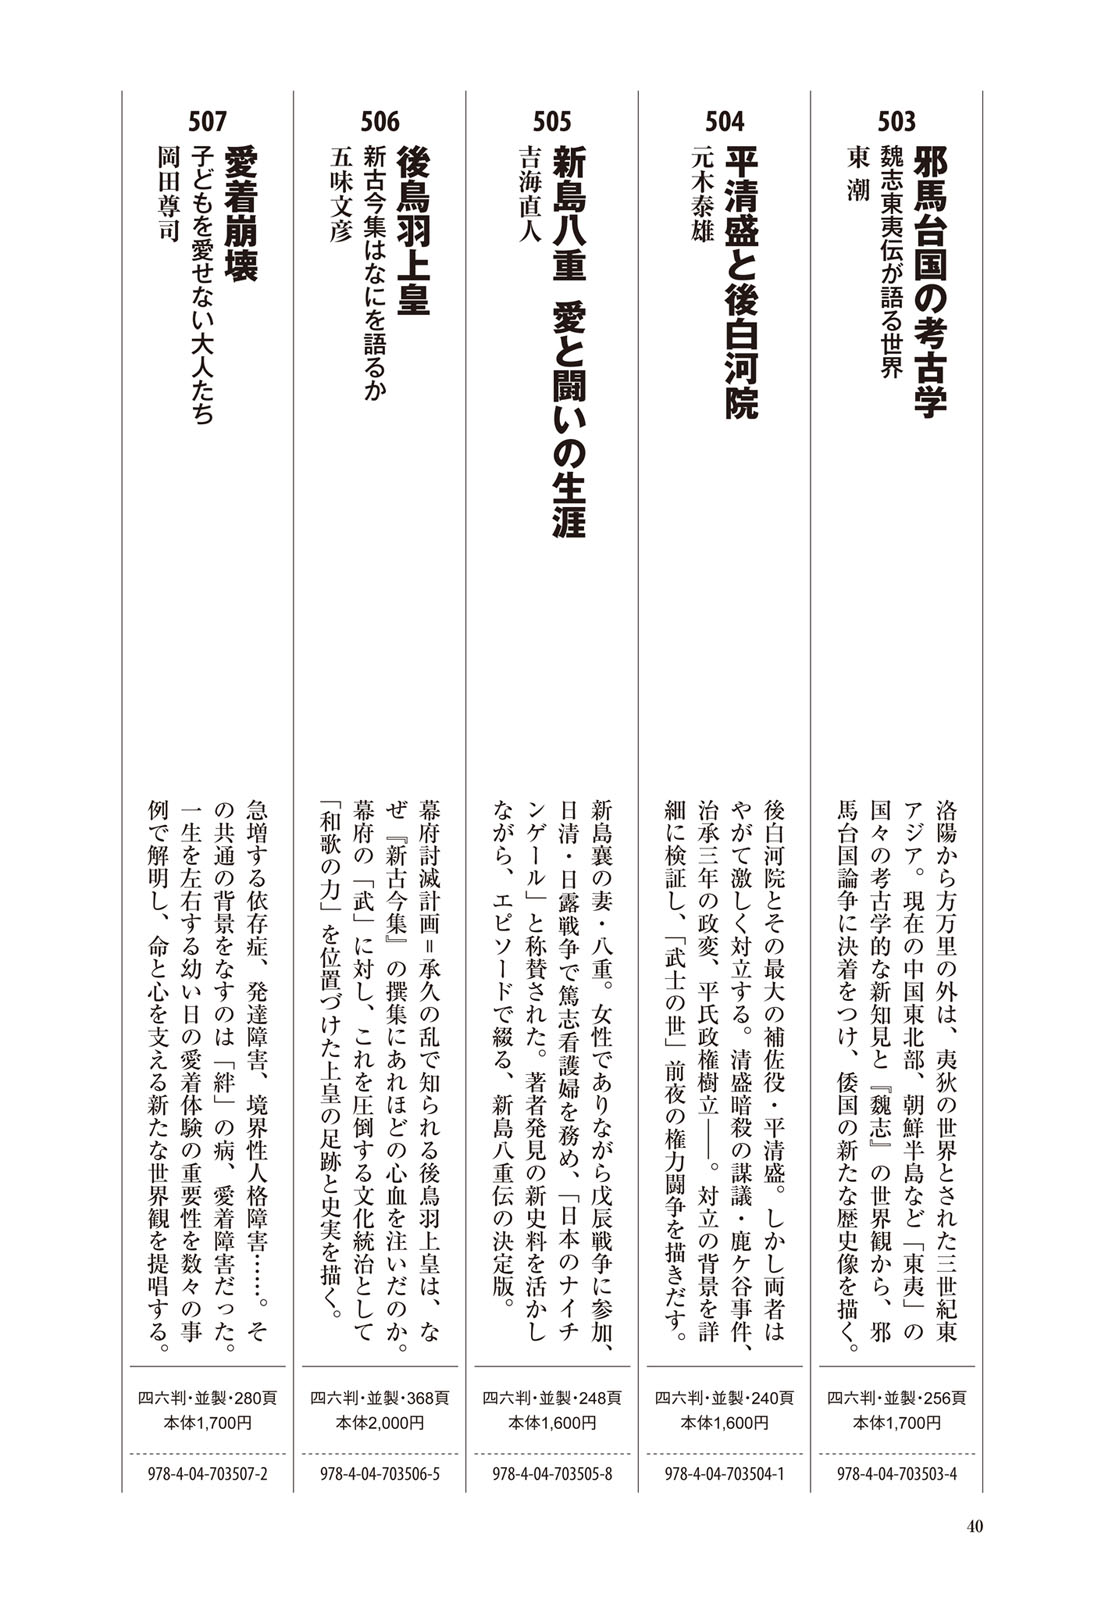 503
邪馬台国の考古学
魏志東夷伝が語る世界
東 潮
洛陽から方万里の外は、夷狄の世界とされた三世紀東
アジア。現在の中国東北部、朝鮮半島など「東夷」の
国々の考古学的な新知見と『魏志』の世界観から、邪
馬台国論争に決着をつけ、倭国の新たな歴史像を描く。
四六判・並製・256頁
本体1,700円
978-4-04-703503-4
504
平清盛と後白河院
元木泰雄
後白河院とその最大の補佐役・平清盛。しかし両者は
やがて激しく対立する。清盛暗殺の謀議・鹿ケ谷事件、
治承三年の政変、平氏政権樹立――。対立の背景を詳
細に検証し、「武士の世」前夜の権力闘争を描きだす。
四六判・並製・240頁
本体1,600円
978-4-04-703504-1
505
新島八重 愛と闘いの生涯
吉海直人
新島襄の妻・八重。女性でありながら戊辰戦争に参加、
日清・日露戦争で篤志看護婦を務め、「日本のナイチ
ンゲール」と称賛された。著者発見の新史料を活かし
ながら、エピソードで綴る、新島八重伝の決定版。
四六判・並製・248頁
本体1,600円
978-4-04-703505-8
506
後鳥羽上皇
新古今集はなにを語るか
五味文彦
幕府討滅計画＝承久の乱で知られる後鳥羽上皇は、な
ぜ『新古今集』の撰集にあれほどの心血を注いだのか。
幕府の「武」に対し、これを圧倒する文化統治として
「和歌の力」を位置づけた上皇の足跡と史実を描く。
四六判・並製・368頁
本体2,000円
978-4-04-703506-5
507
愛着崩壊
子どもを愛せない大人たち
岡田尊司
急増する依存症、発達障害、境界性人格障害……。そ
の共通の背景をなすのは「絆」の病、愛着障害だった。
一生を左右する幼い日の愛着体験の重要性を数々の事
例で解明し、命と心を支える新たな世界観を提唱する。
四六判・並製・280頁
本体1,700円
978-4-04-703507-2
40